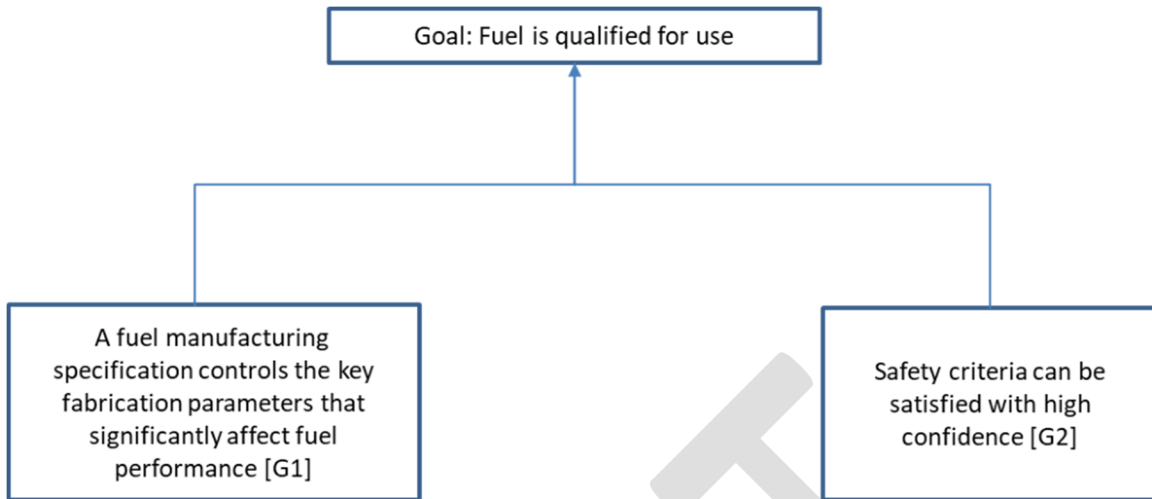 Goal: Fuel is qualified for use
A fuel manufacturing
specification controls the key
fabrication parameters that
significantly affect fuel
performance [G1]
Safety criteria can be
satisfied with high
confidence [G2]